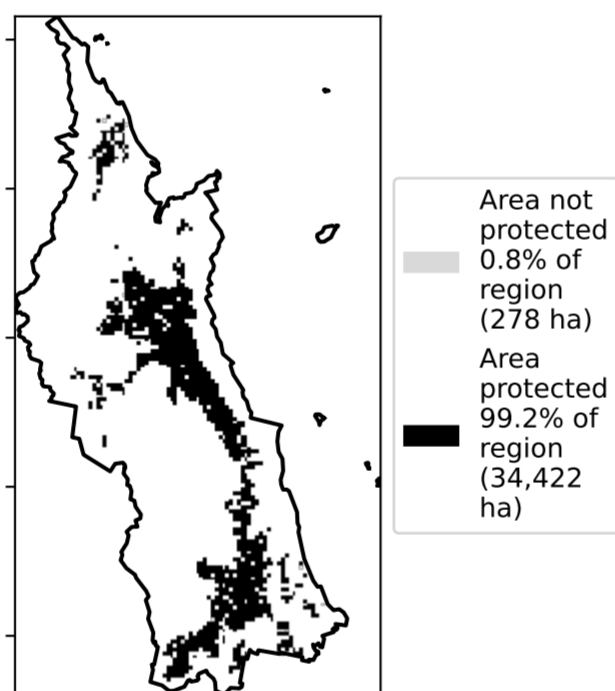 Area not
protected
0.8% of
region
(278 ha)
Area
protected
99.2% of
region
(34,422
ha)